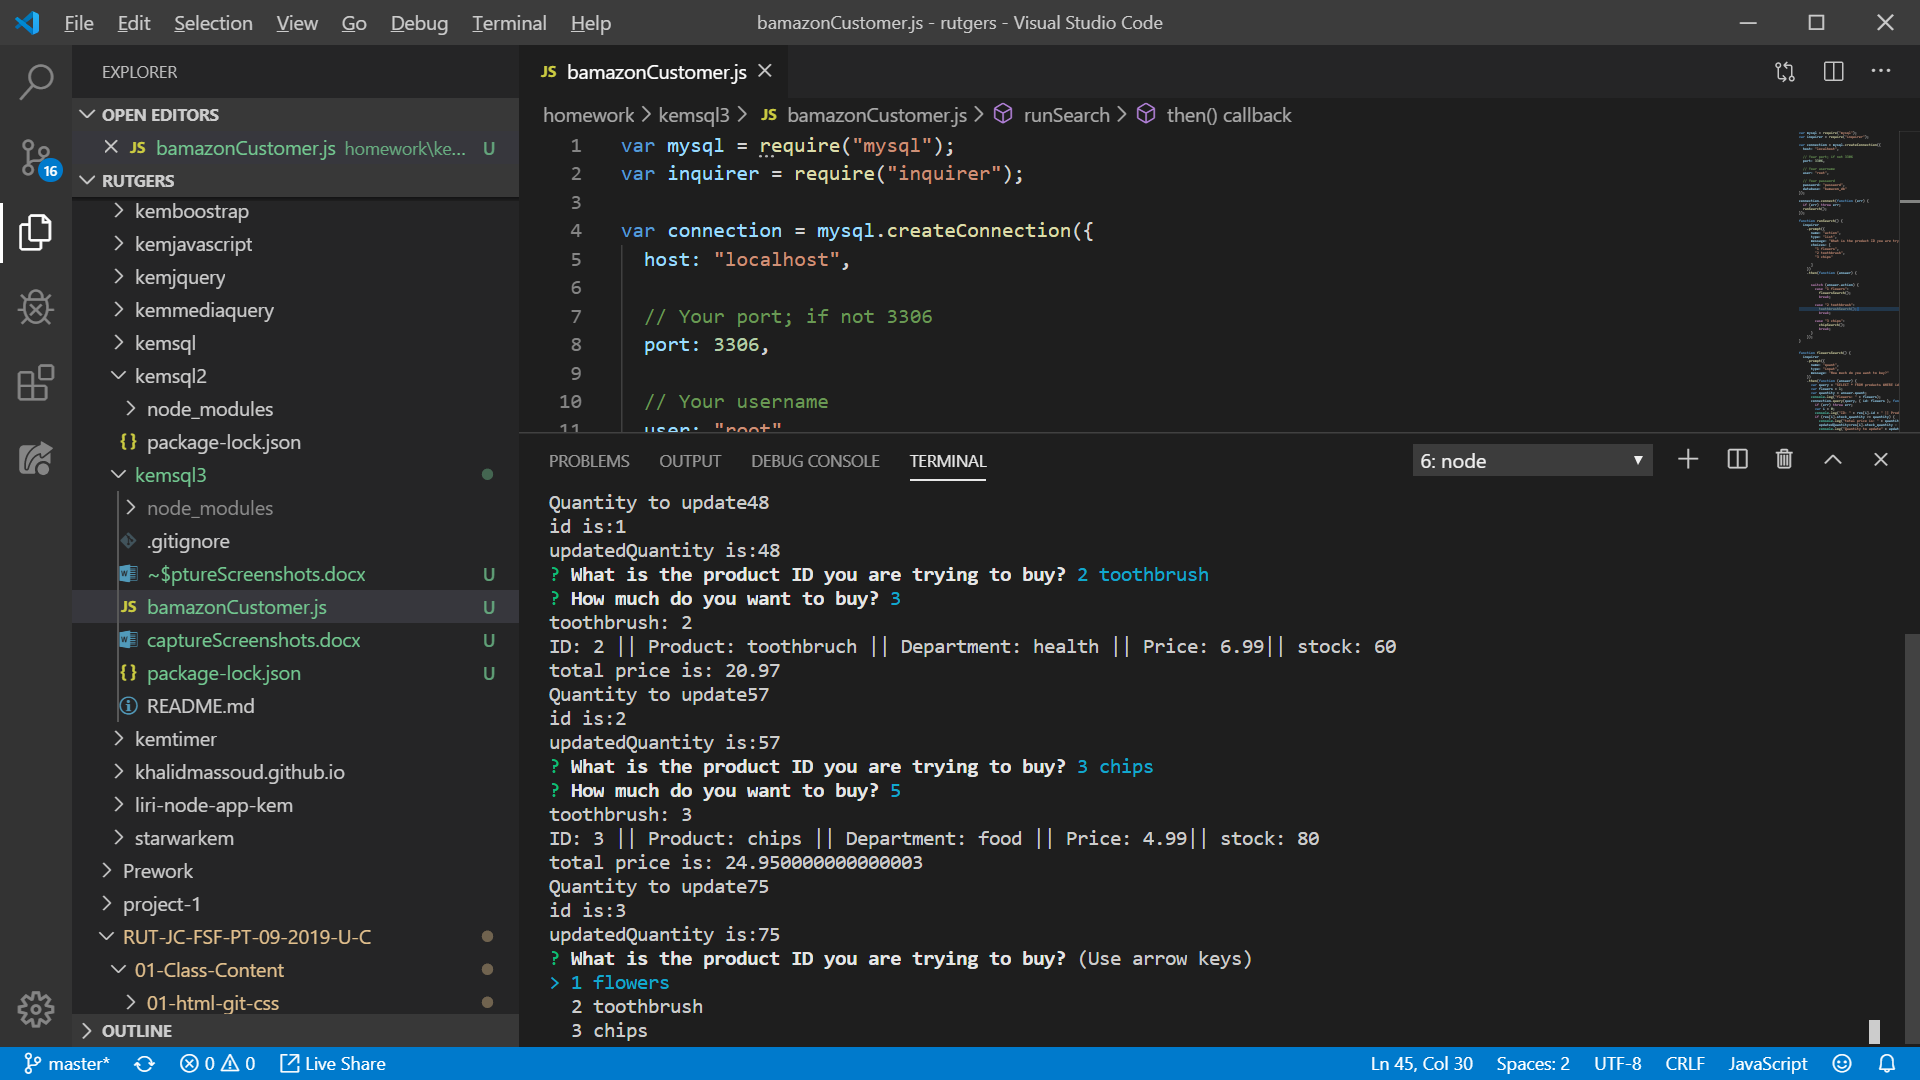 File Edit Selection View Go Debug Terminal Help
bamazonCustomer.js - rutgers - Visual Studio Code
EXPLORER
OPEN EDITORS
JS bamazonCustomer.js homework\ke... U
RUTGERS
kemboostrap
kemjavascript
kemjquery
kemmediaquery
kemsql
kemsql2
node_modules
{} package-lock.json
kemsql3
node_modules
.gitignore
~$ptureScreenshots.docx U
JS bamazonCustomer.js U
captureScreenshots.docx U
{} package-lock.json U
README.md
kemtimer
khalidmassoud.github.io
liri-node-app-kem
starwarkem
Prework
project-1
RUT-JC-FSF-PT-09-2019-U-C
01-Class-Content
01-html-git-css
OUTLINE
16
JS bamazonCustomer.js
homework > kemsql3 > JS bamazonCustomer.js > runSearch > then() callback
1 var mysql = require("mysql");
2 var inquirer = require("inquirer");
3
4 var connection = mysql.createConnection({
5 host: "localhost",
6
7 // Your port; if not 3306
8 port: 3306,
9
10 // Your username
11 user: "root"
PROBLEMS OUTPUT DEBUG CONSOLE TERMINAL
6: node
Quantity to update48
id is:1
updatedQuantity is:48
? What is the product ID you are trying to buy? 2 toothbrush
? How much do you want to buy? 3
toothbrush: 2
ID: 2 || Product: toothbruch || Department: health || Price: 6.99|| stock: 60
total price is: 20.97
Quantity to update57
id is:2
updatedQuantity is:57
? What is the product ID you are trying to buy? 3 chips
? How much do you want to buy? 5
toothbrush: 3
ID: 3 || Product: chips || Department: food || Price: 4.99|| stock: 80
total price is: 24.950000000000003
Quantity to update75
id is:3
updatedQuantity is:75
? What is the product ID you are trying to buy? (Use arrow keys)
> 1 flowers
2 toothbrush
3 chips
master* 0 0 Live Share
Ln 45, Col 30 Spaces: 2 UTF-8 CRLF JavaScript